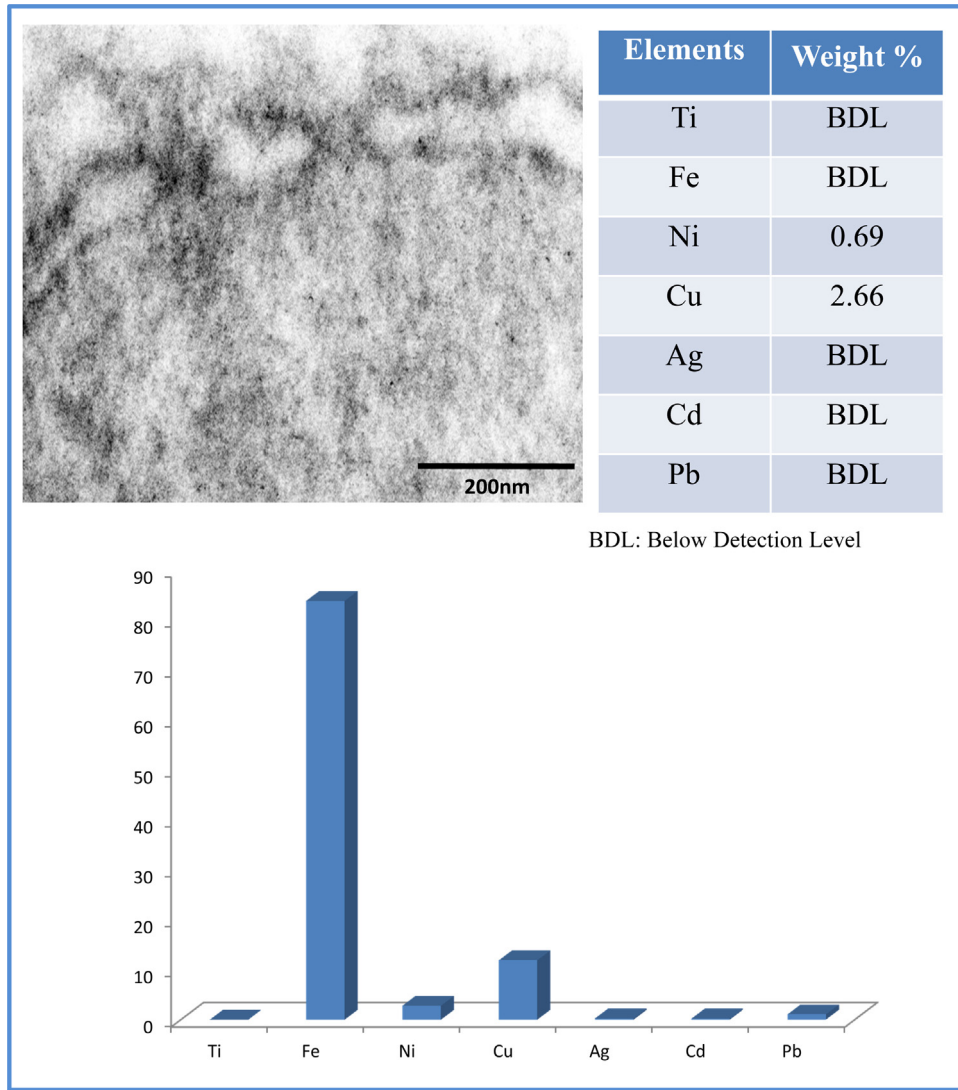 200nm
Elements Weight %
Ti BDL
Fe BDL
Ni 0.69
Cu 2.66
Ag BDL
Cd BDL
Pb BDL
BDL: Below Detection Level
90
80
70
60
50
40
30
20
10
0
Ti Fe Ni Cu Ag Cd Pb